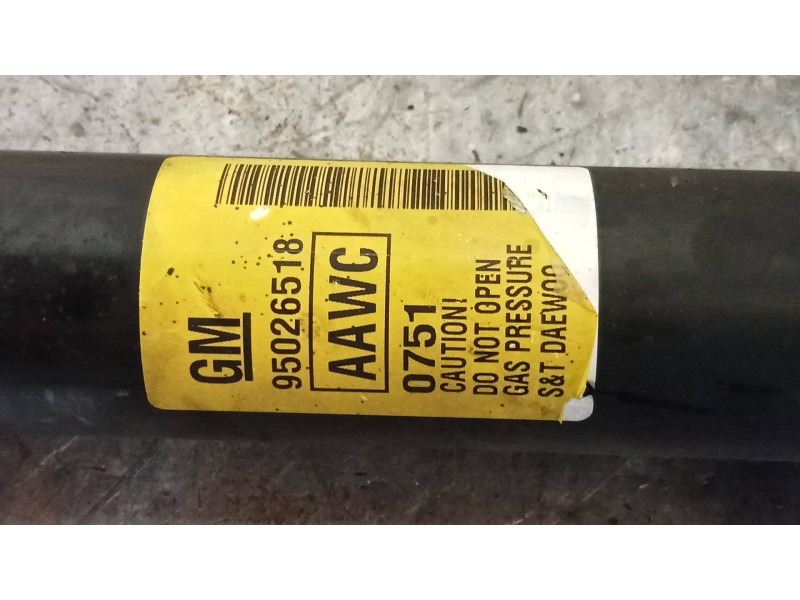 GM
95026518
AAWC
0751
CAUTION!
DO NOT OPEN
GAS PRESSURE
S&T DAEWOO